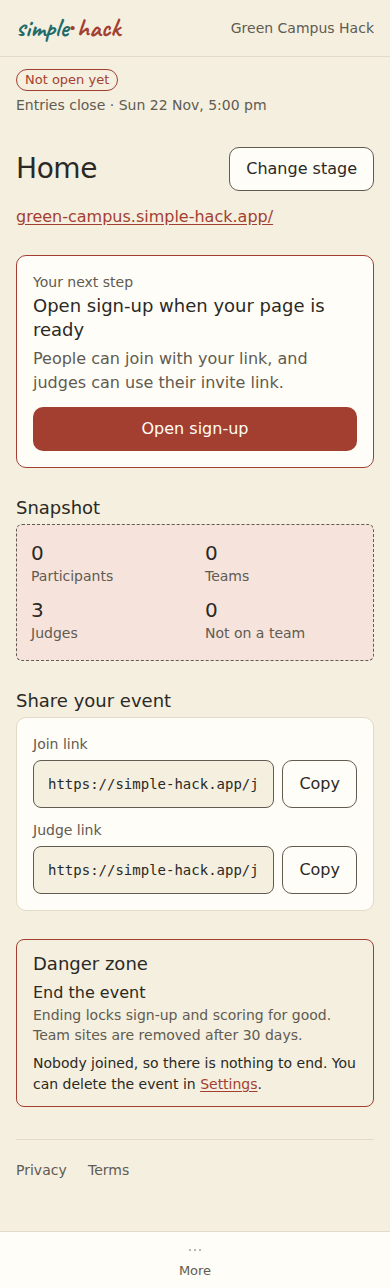 simple·hack
Green Campus Hack
Not open yet
Entries close · Sun 22 Nov, 5:00 pm
Home
Change stage
green-campus.simple-hack.app/
Your next step
Open sign-up when your page is
ready
People can join with your link, and
judges can use their invite link.
Open sign-up
Snapshot
0
Participants
0
Teams
3
Judges
0
Not on a team
Share your event
Join link
https://simple-hack.app/j
Copy
Judge link
https://simple-hack.app/j
Copy
Danger zone
End the event
Ending locks sign-up and scoring for good.
Team sites are removed after 30 days.
Nobody joined, so there is nothing to end. You
can delete the event in Settings.
Privacy
Terms
...
More